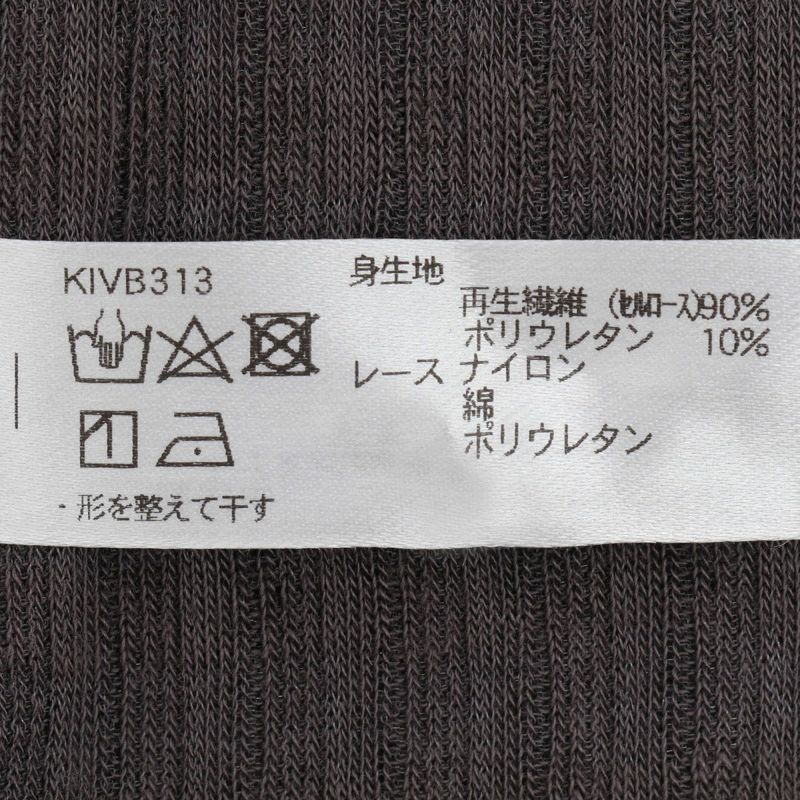 KIVB313
・形を整えて干す
身生地
再生繊維 (セルロース)90%
ポリウレタン 10%
レース ナイロン
綿
ポリウレタン